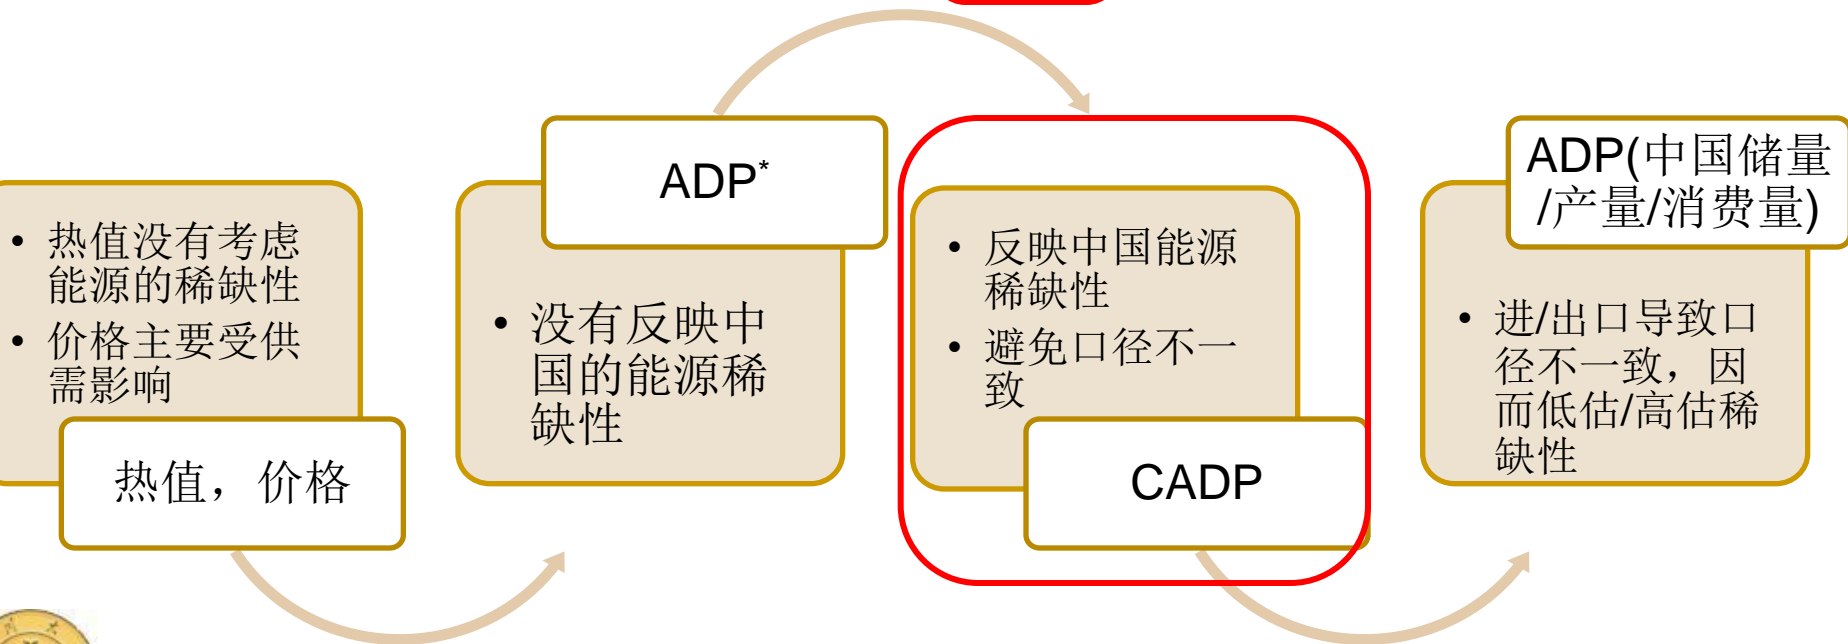 • 热值没有考虑
能源的稀缺性
• 价格主要受供
需影响
热值，价格
ADP*
• 没有反映中
国的能源稀
缺性
• 反映中国能源
稀缺性
• 避免口径不一
致
CADP
ADP(中国储量
/产量/消费量)
• 进/出口导致口
径不一致，因
而低估/高估稀
缺性